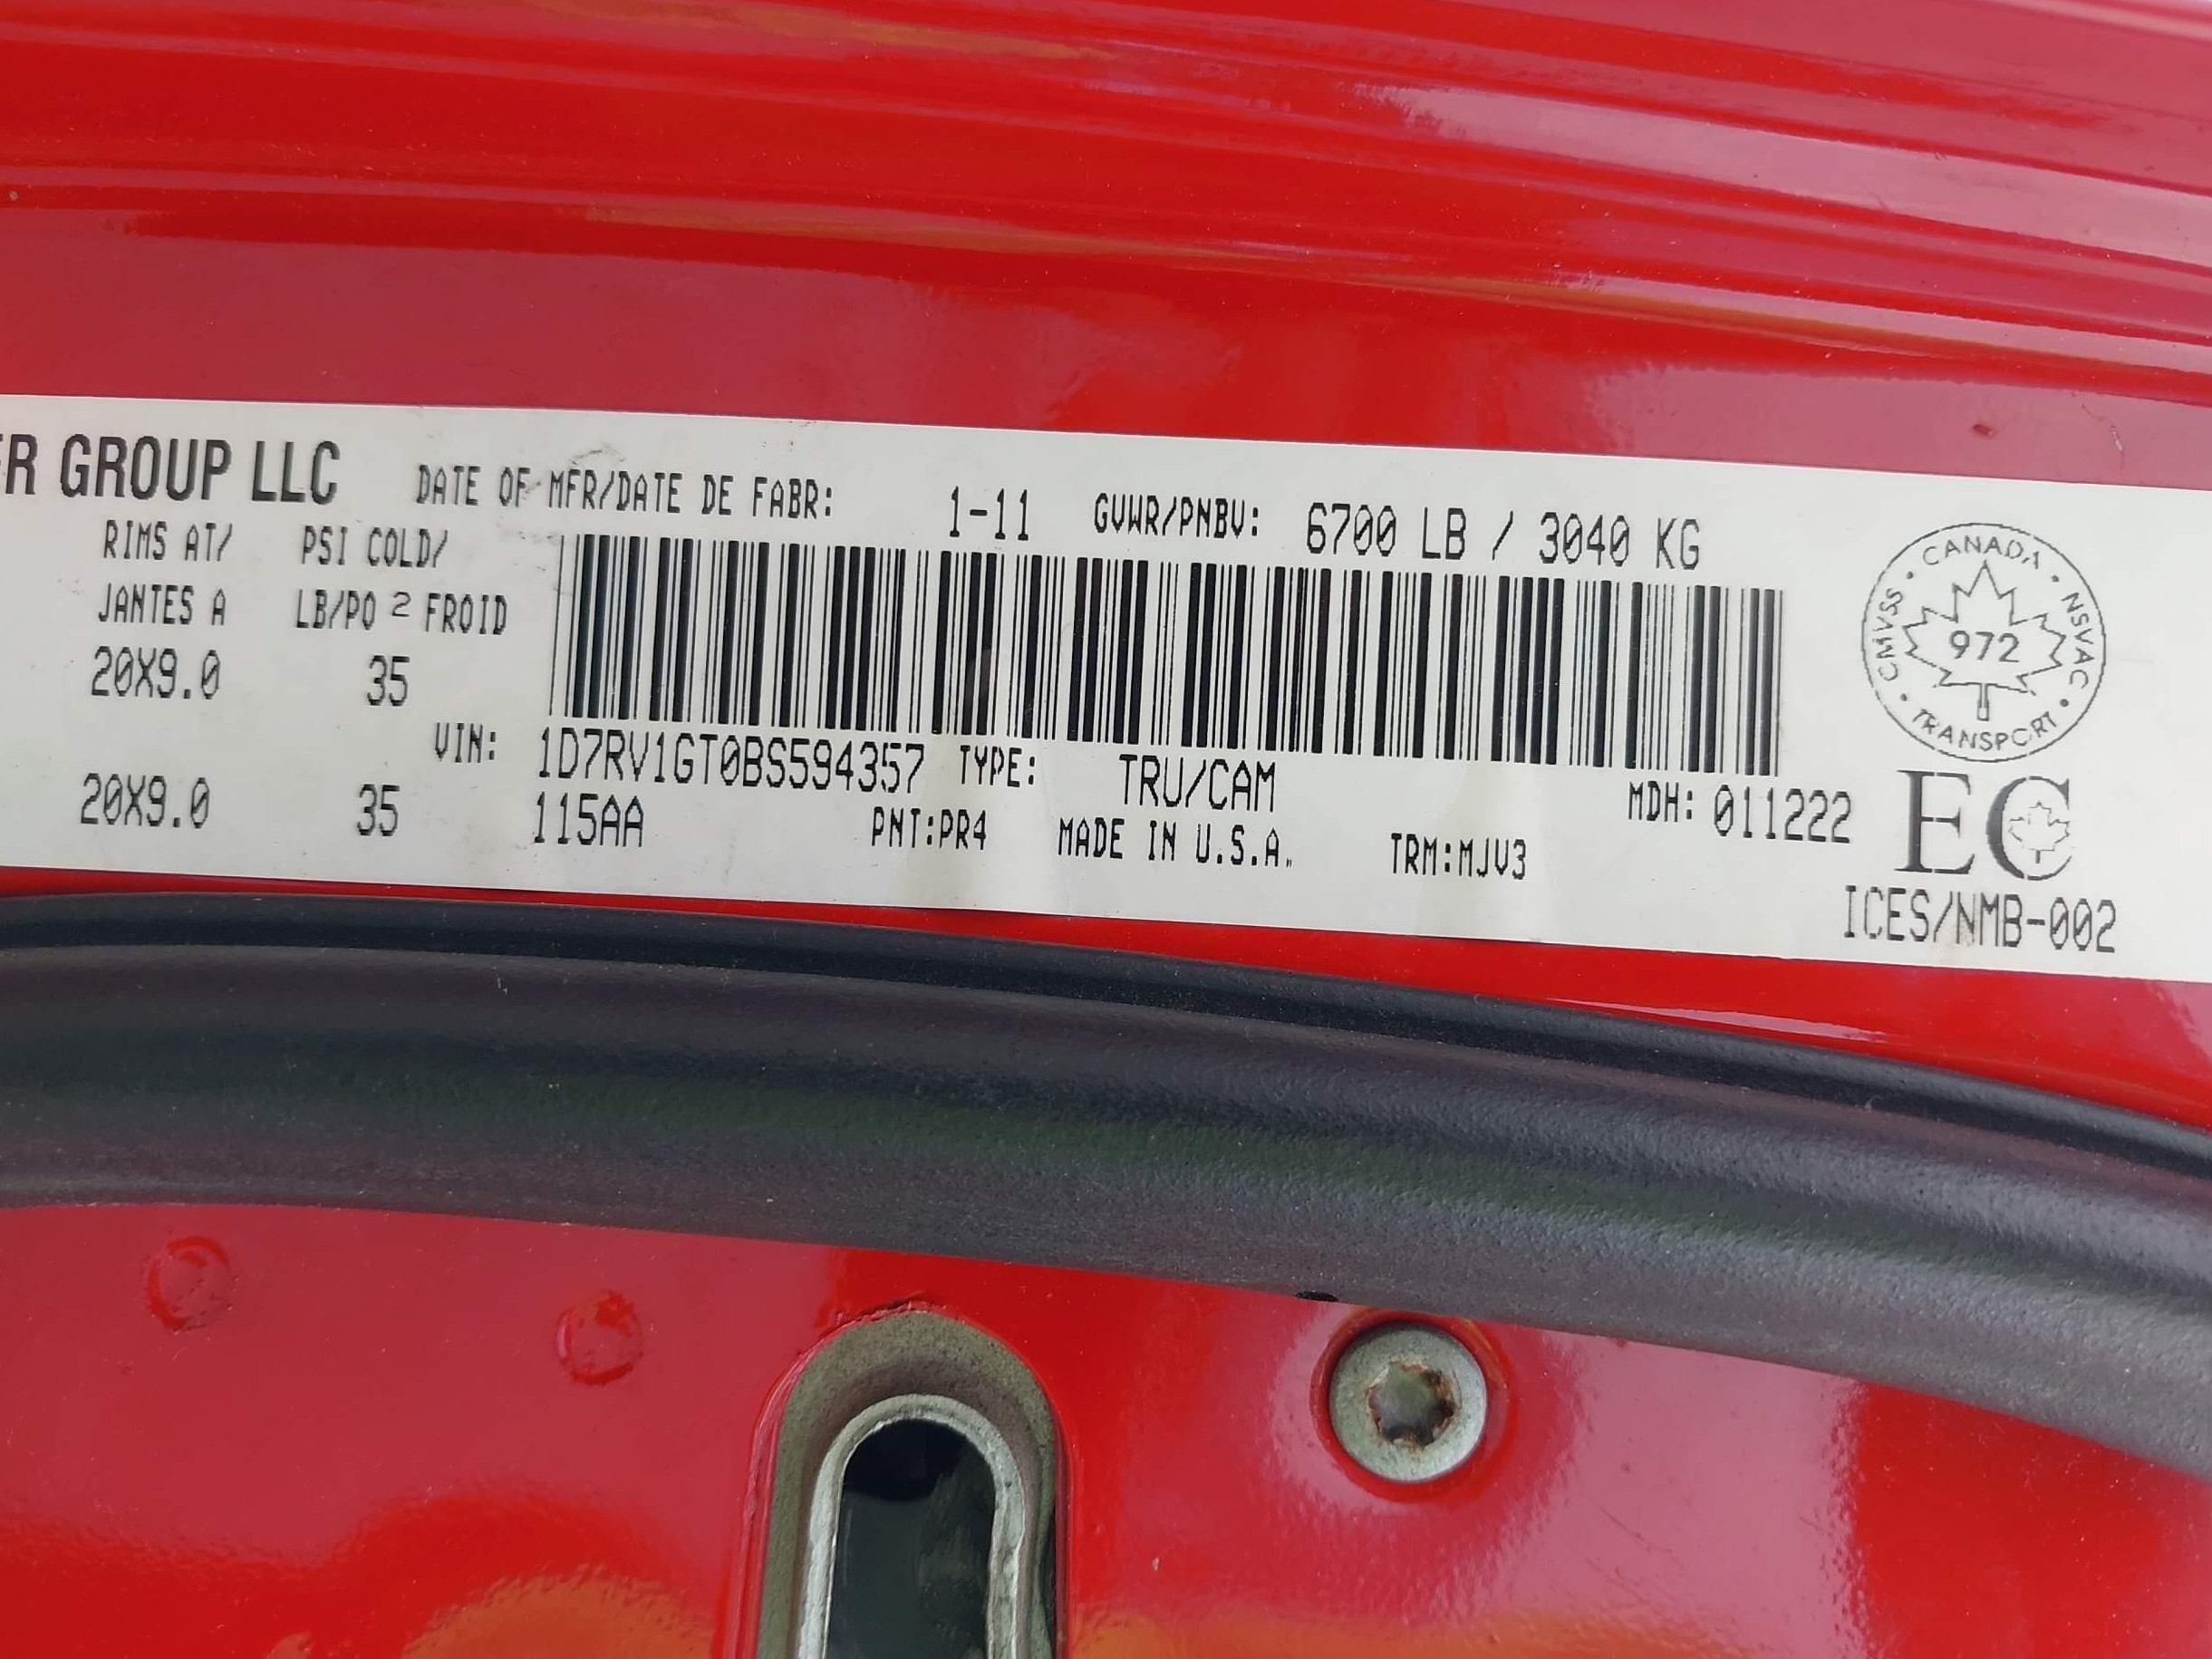 ER GROUP LLC DATE OF MFR/DATE DE FABR: 1-11 GVWR/PNBV: 6700 LB / 3040 KG
RIMS AT/ PSI COLD/
JANTES A LB/PO 2 FROID
20X9.0 35
VIN: 1D7RV1GT0BS594357 TYPE: TRU/CAM MDH: 011222
20X9.0 35 115AA PNT:PR4 MADE IN U.S.A. TRM:MJV3
CANADA • NSVAC • TRANSPORT • CMVSS •
972
EC
ICES/NMB-002